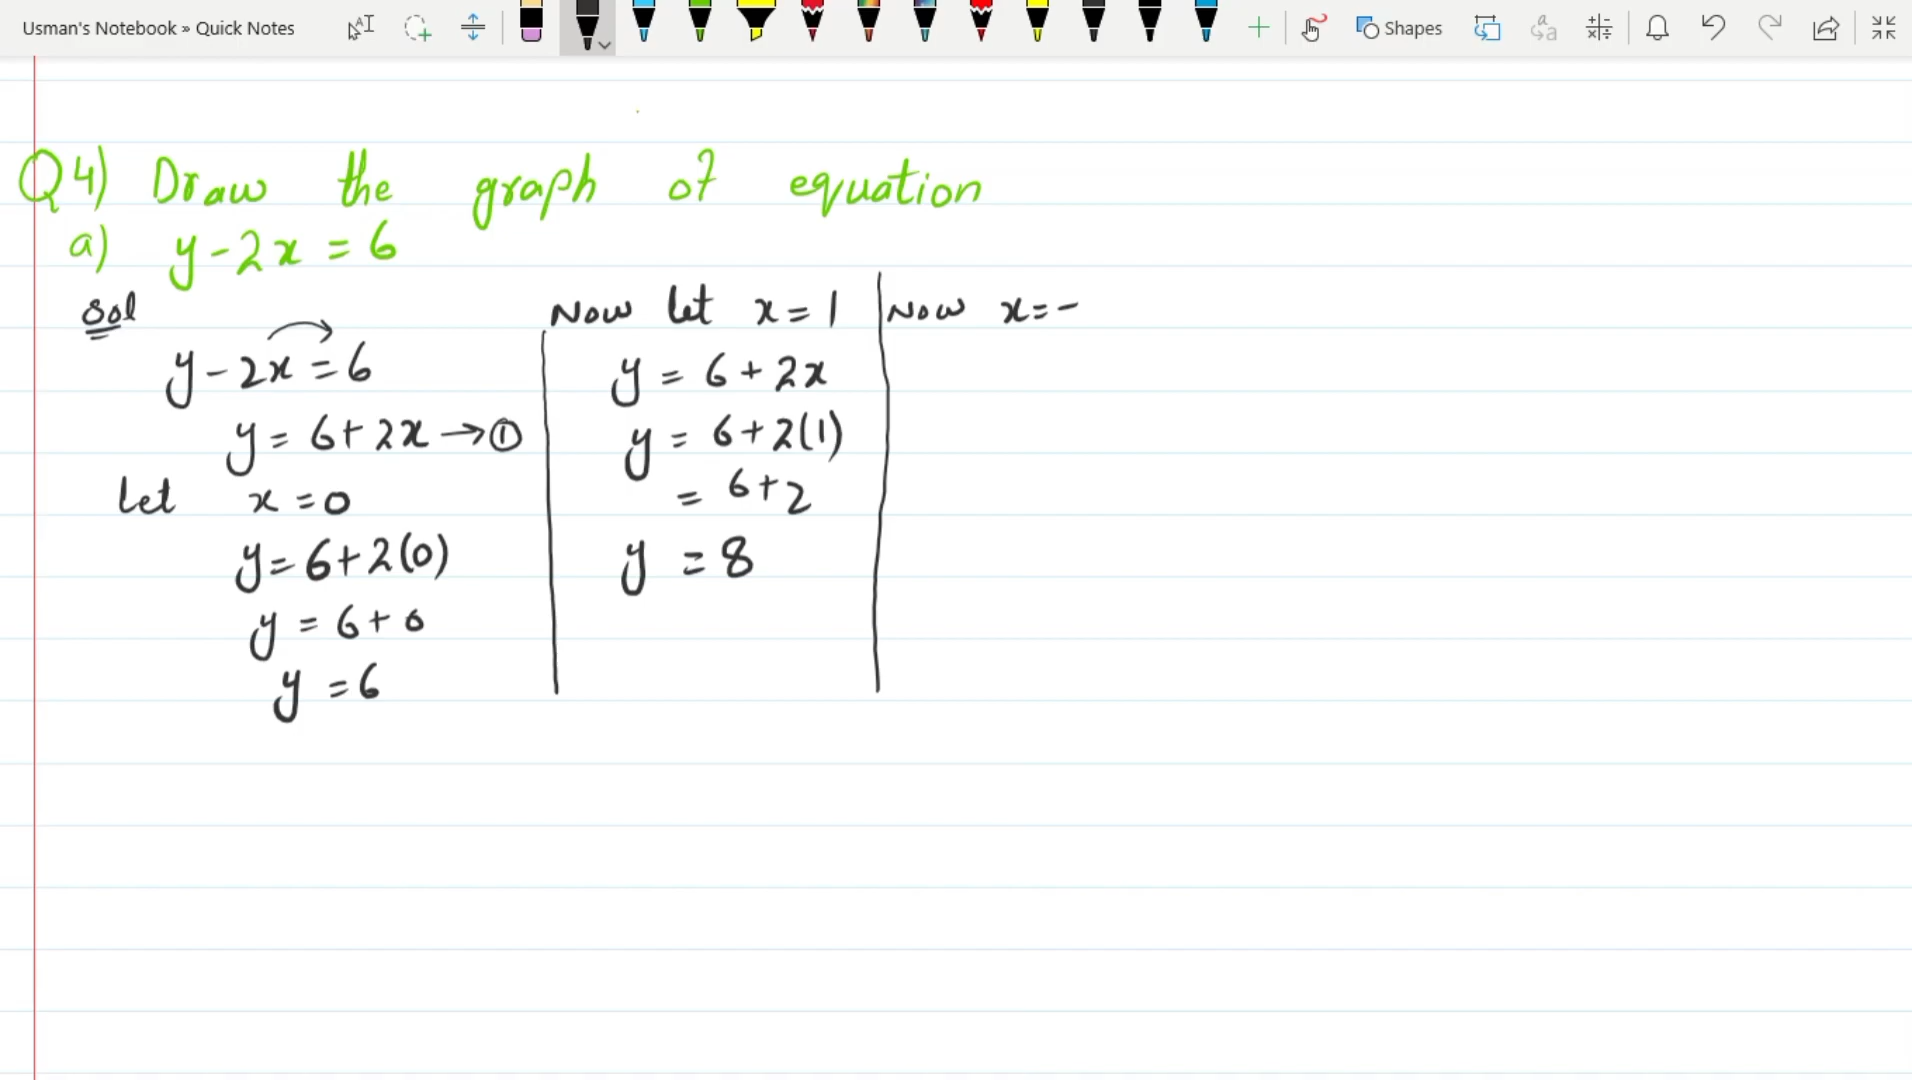 Usman's Notebook » Quick Notes
Shapes
Q4) Draw the graph of equation
a) y-2x = 6
Sol
y-2x = 6
y = 6+2x → ①
Let x = 0
y = 6+2(0)
y = 6+0
y = 6
Now let x = 1
y = 6+2x
y = 6+2(1)
= 6+2
y = 8
Now x = -